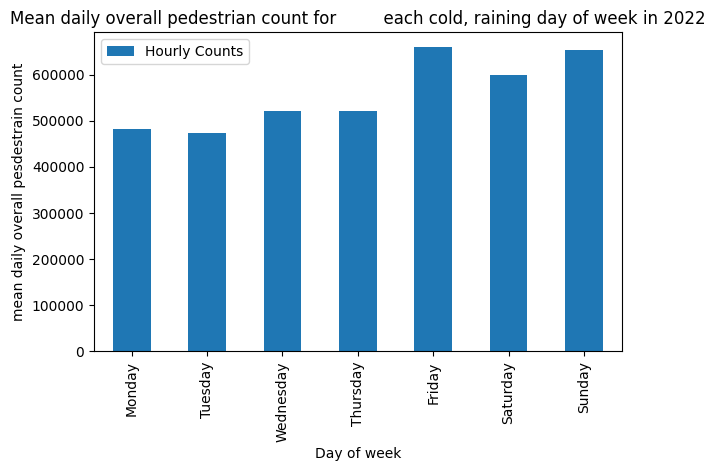 Mean daily overall pedestrian count for         each cold, raining day of week in 2022
Hourly Counts
mean daily overall pesdestrain count
600000
500000
400000
300000
200000
100000
0
Monday
Tuesday
Wednesday
Thursday
Friday
Saturday
Sunday
Day of week